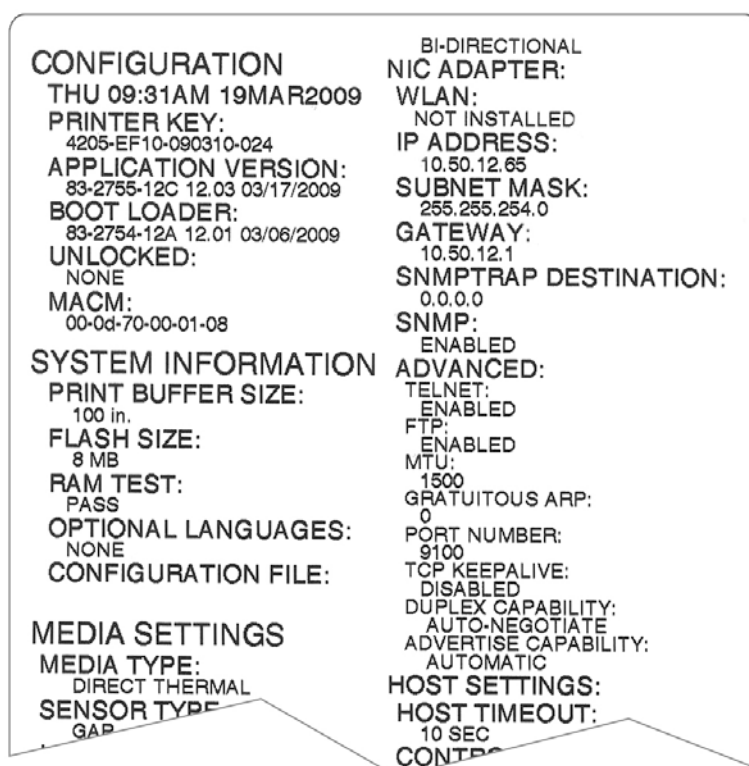 CONFIGURATION
THU 09:31AM 19MAR2009
PRINTER KEY:
4205-EF10-090310-024
APPLICATION VERSION:
83-2755-12C 12.03 03/17/2009
BOOT LOADER:
83-2754-12A 12.01 03/06/2009
UNLOCKED:
NONE
MACM:
00-0d-70-00-01-08
SYSTEM INFORMATION
PRINT BUFFER SIZE:
100 in.
FLASH SIZE:
8 MB
RAM TEST:
PASS
OPTIONAL LANGUAGES:
NONE
CONFIGURATION FILE:
MEDIA SETTINGS
MEDIA TYPE:
DIRECT THERMAL
SENSOR TYPE
GAP
BI-DIRECTIONAL
NIC ADAPTER:
WLAN:
NOT INSTALLED
IP ADDRESS:
10.50.12.65
SUBNET MASK:
255.255.254.0
GATEWAY:
10.50.12.1
SNMPTRAP DESTINATION:
0.0.0.0
SNMP:
ENABLED
ADVANCED:
TELNET:
ENABLED
FTP:
ENABLED
MTU:
1500
GRATUITOUS ARP:
0
PORT NUMBER:
9100
TCP KEEPALIVE:
DISABLED
DUPLEX CAPABILITY:
AUTO-NEGOTIATE
ADVERTISE CAPABILITY:
AUTOMATIC
HOST SETTINGS:
HOST TIMEOUT:
10 SEC